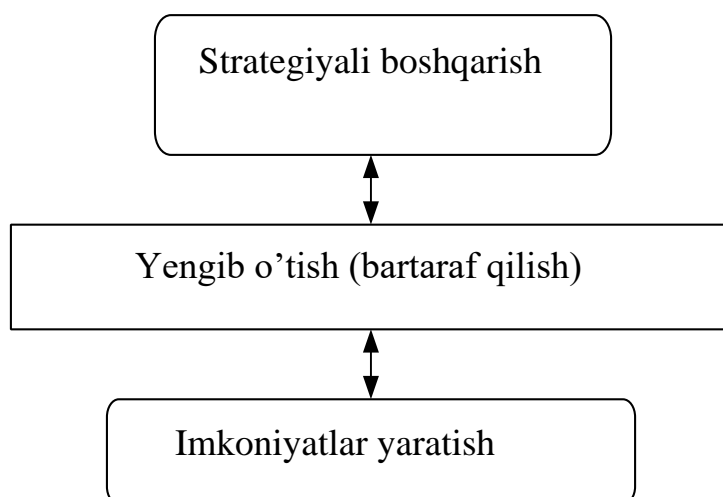 Strategiyali boshqarish
Yengib o’tish (bartaraf qilish)
Imkoniyatlar yaratish